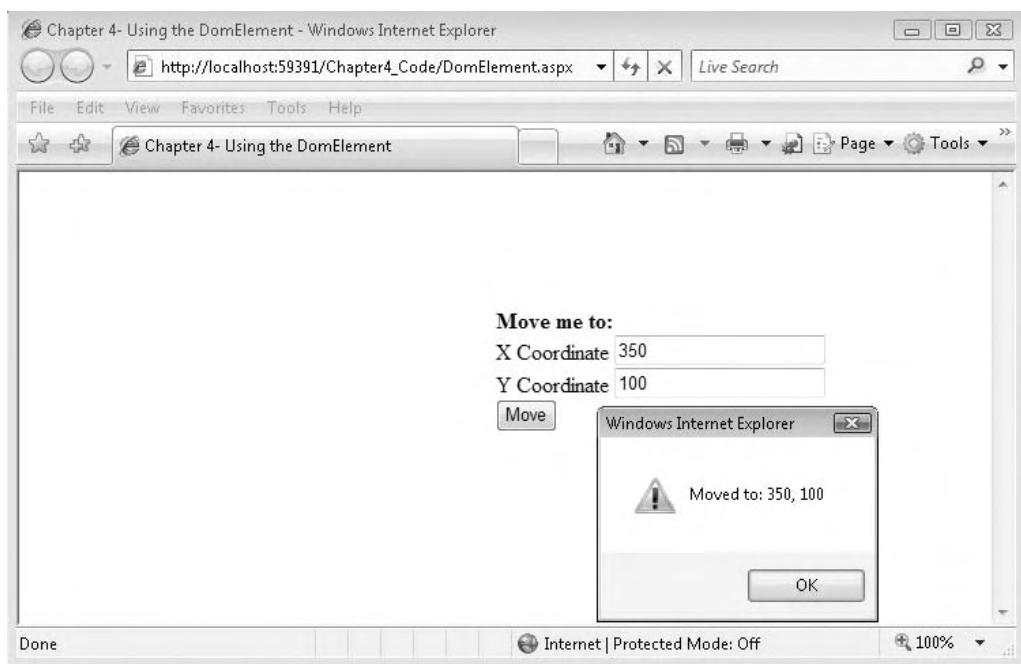 Chapter 4- Using the DomElement - Windows Internet Explorer
http://localhost:59391/Chapter4_Code/DomElement.aspx
Live Search
File Edit View Favorites Tools Help
Chapter 4- Using the DomElement
Page Tools
Move me to:
X Coordinate 350
Y Coordinate 100
Move
Windows Internet Explorer
Moved to: 350, 100
OK
Done
Internet | Protected Mode: Off
100%